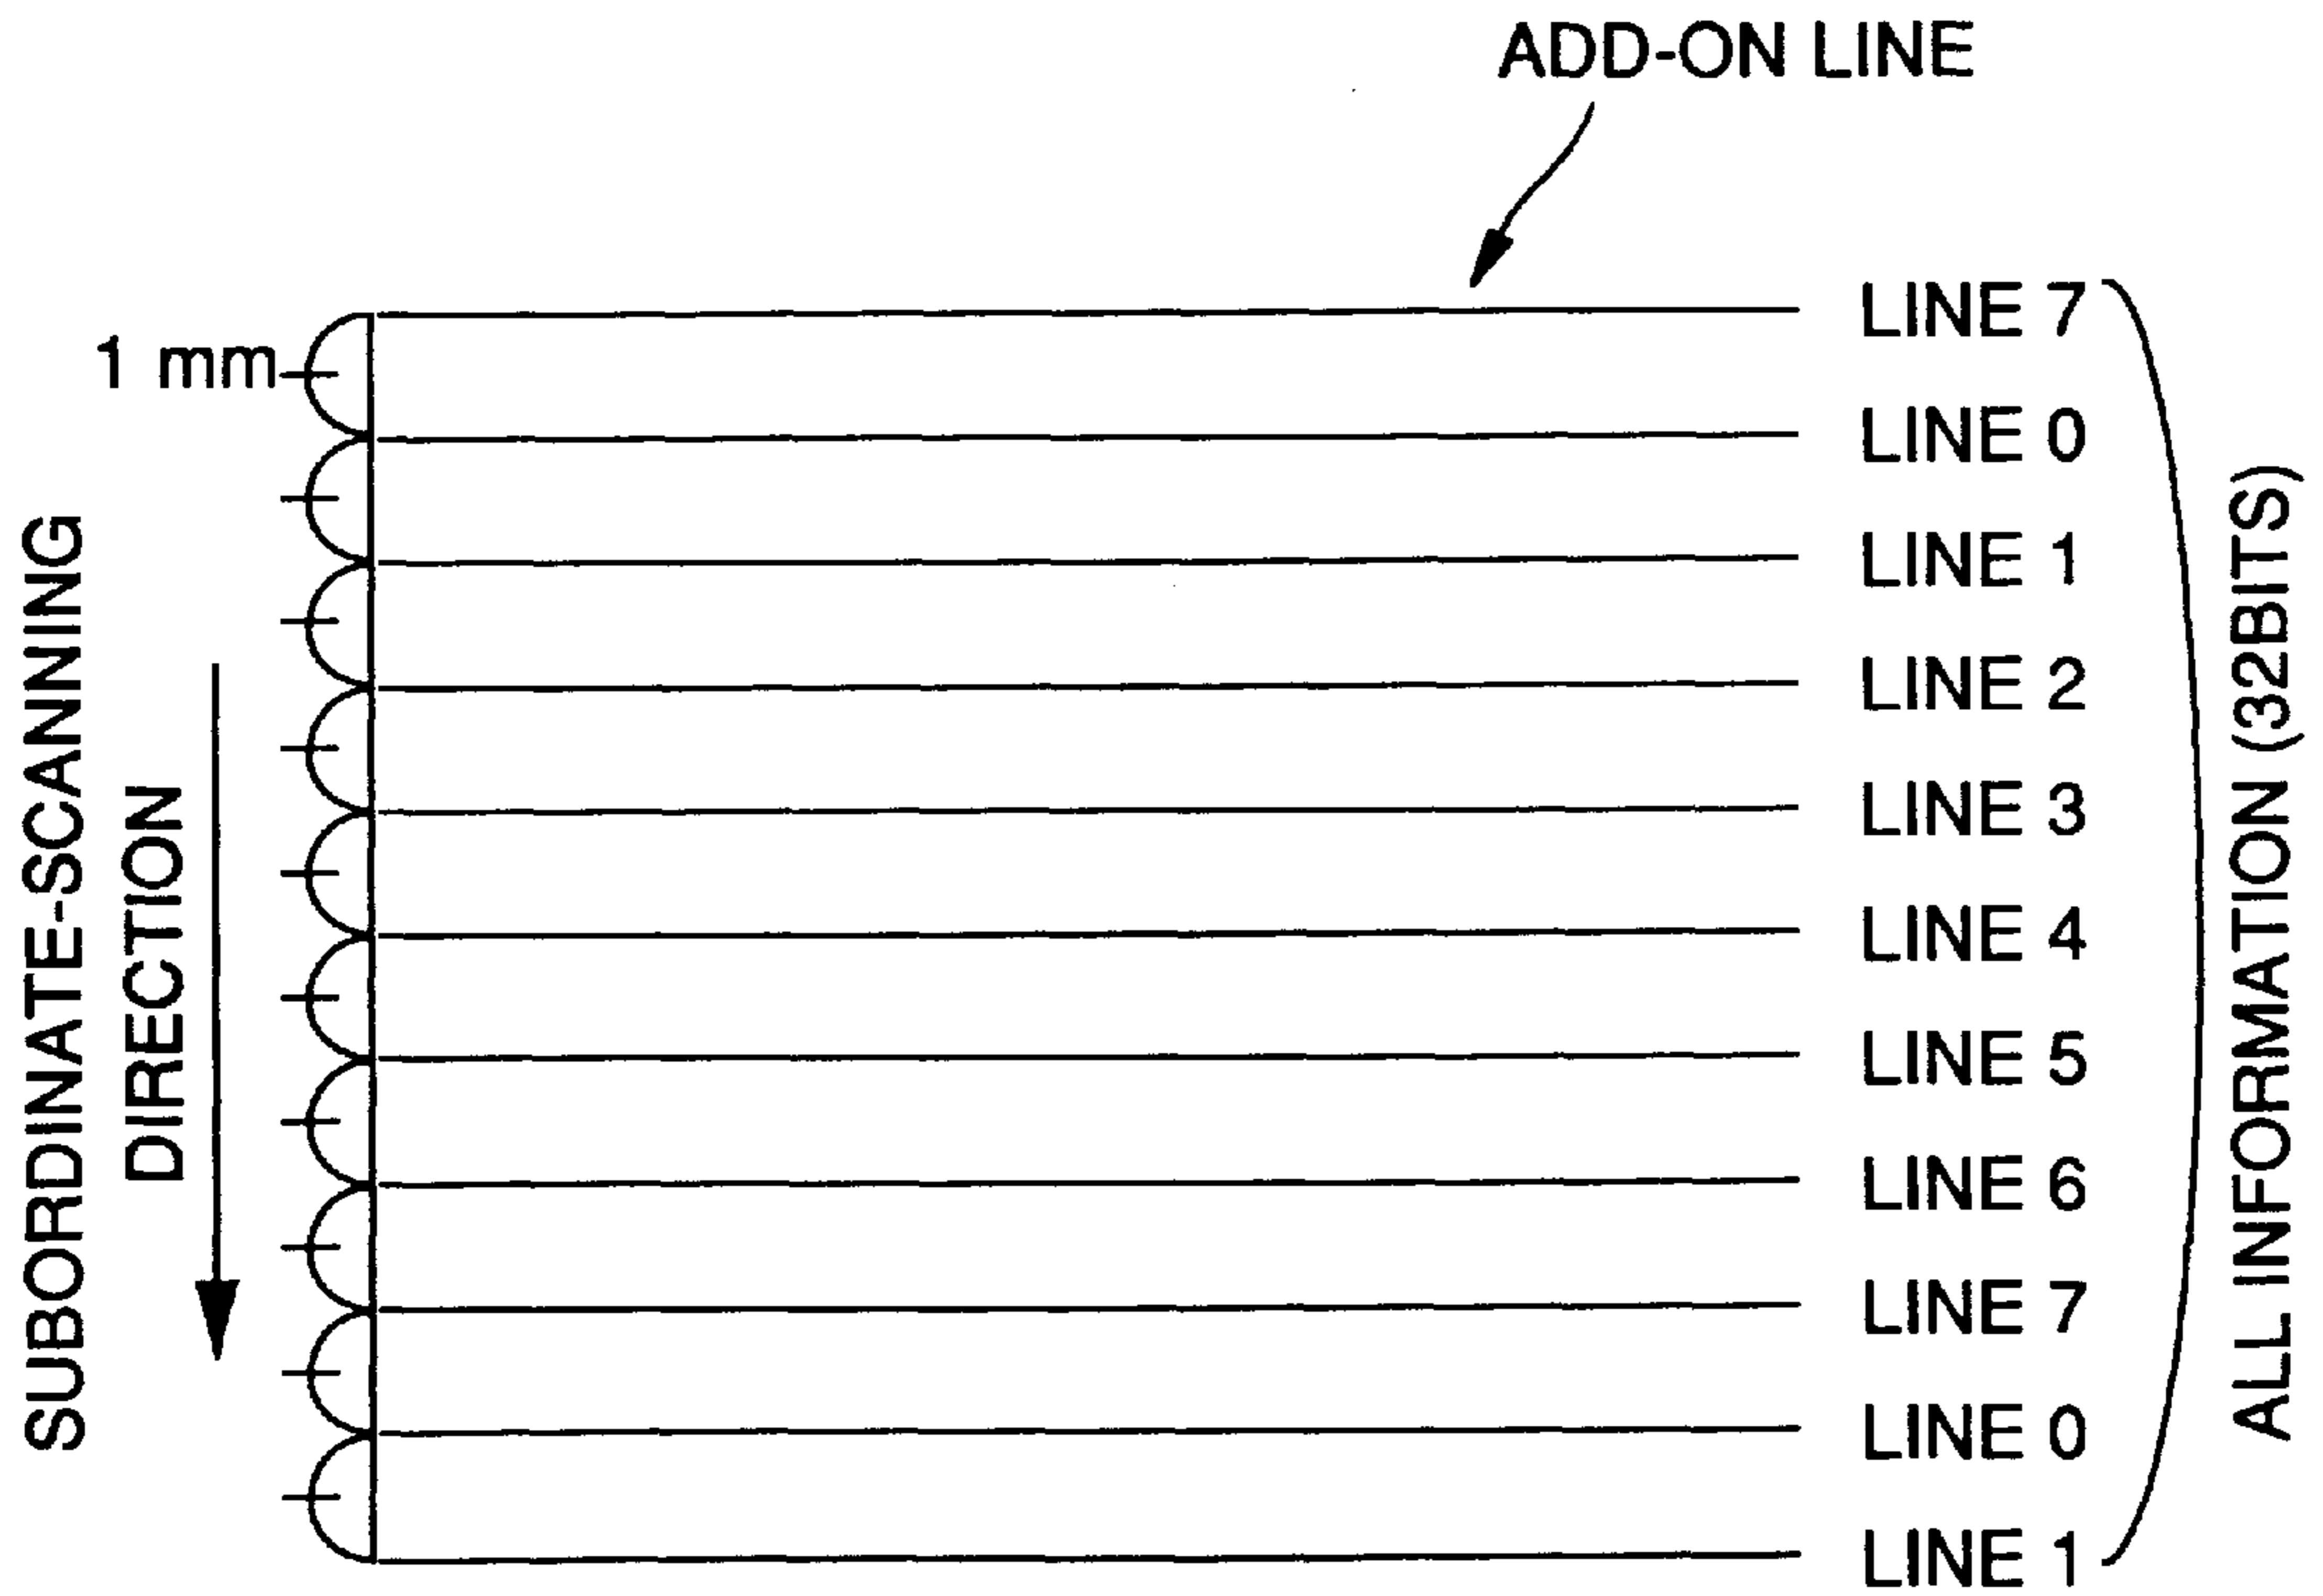 ADD-ON LINE
LINE 7
1 mm
LINE 0
LINE 1
LINE 2
LINE 3
LINE 4
LINE 5
LINE 6
LINE 7
LINE 0
LINE 1
SUBORDINATE-SCANNING
DIRECTION
ALL INFORMATION (32BITS)